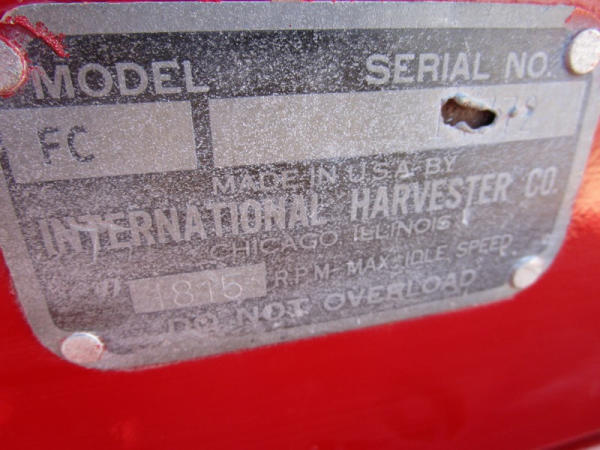 MODEL SERIAL NO.
FC
MADE IN U.S.A. BY
INTERNATIONAL HARVESTER CO.
CHICAGO ILLINOIS
1815 R.P.M- MAX. IDLE SPEED
DO NOT OVERLOAD